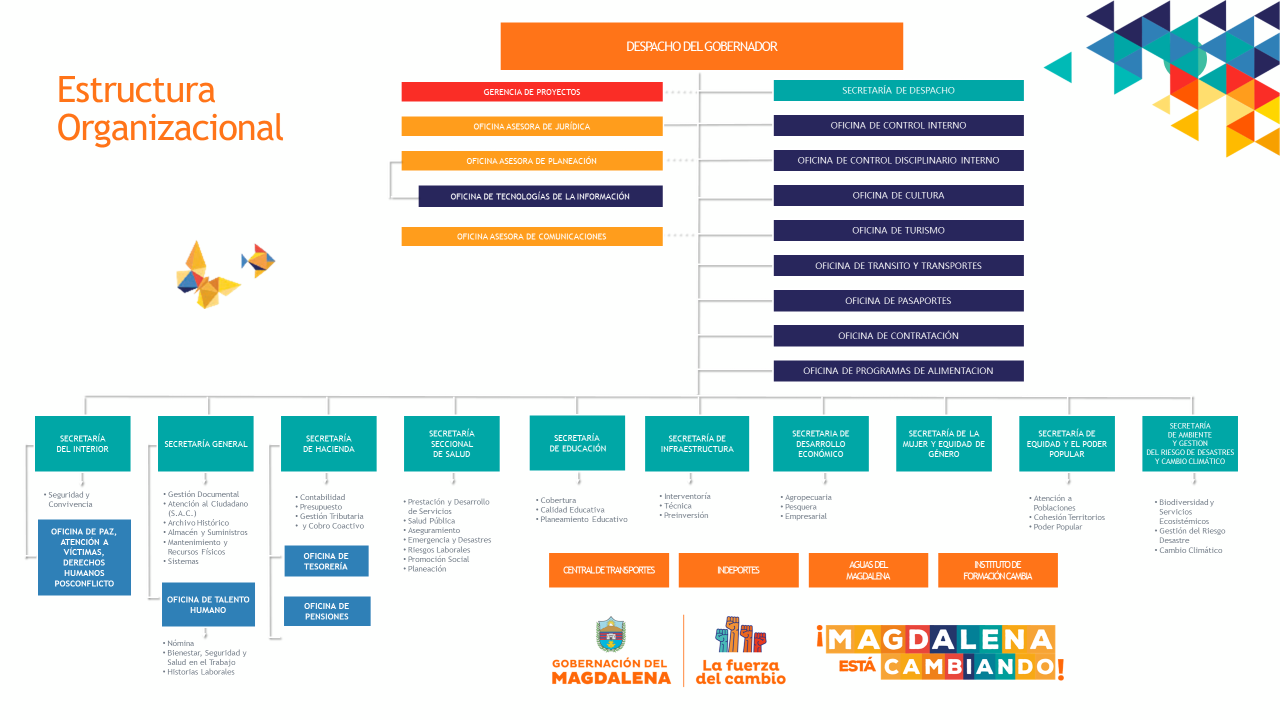 Estructura
Organizacional
DESPACHO DEL GOBERNADOR
GERENCIA DE PROYECTOS
OFICINA ASESORA DE JURÍDICA
OFICINA ASESORA DE PLANEACIÓN
OFICINA DE TECNOLOGÍAS DE LA INFORMACIÓN
OFICINA ASESORA DE COMUNICACIONES
SECRETARÍA DE DESPACHO
OFICINA DE CONTROL INTERNO
OFICINA DE CONTROL DISCIPLINARIO INTERNO
OFICINA DE CULTURA
OFICINA DE TURISMO
OFICINA DE TRANSITO Y TRANSPORTES
OFICINA DE PASAPORTES
OFICINA DE CONTRATACIÓN
OFICINA DE PROGRAMAS DE ALIMENTACION
SECRETARÍA
DEL INTERIOR
• Seguridad y
Convivencia
OFICINA DE PAZ,
ATENCIÓN A
VÍCTIMAS,
DERECHOS
HUMANOS
POSCONFLICTO
SECRETARÍA GENERAL
• Gestión Documental
• Atención al Ciudadano
(S.A.C.)
• Archivo Histórico
• Almacén y Suministros
• Mantenimiento y
Recursos Físicos
• Sistemas
OFICINA DE TALENTO
HUMANO
• Nómina
• Bienestar, Seguridad y
Salud en el Trabajo
• Historias Laborales
SECRETARÍA
DE HACIENDA
• Contabilidad
• Presupuesto
• Gestión Tributaria
• y Cobro Coactivo
OFICINA DE
TESORERÍA
OFICINA DE
PENSIONES
SECRETARÍA
SECCIONAL
DE SALUD
• Prestación y Desarrollo
de Servicios
• Salud Pública
• Aseguramiento
• Emergencia y Desastres
• Riesgos Laborales
• Promoción Social
• Planeación
SECRETARÍA
DE EDUCACIÓN
• Cobertura
• Calidad Educativa
• Planeamiento Educativo
SECRETARÍA DE
INFRAESTRUCTURA
• Interventoría
• Técnica
• Preinversión
SECRETARIA DE
DESARROLLO
ECONÓMICO
• Agropecuaria
• Pesquera
• Empresarial
SECRETARÍA DE LA
MUJER Y EQUIDAD DE
GÉNERO
SECRETARÍA DE
EQUIDAD Y EL PODER
POPULAR
• Atención a
Poblaciones
• Cohesión Territorios
• Poder Popular
SECRETARÍA
DE AMBIENTE
Y GESTION
DEL RIESGO DE DESASTRES
Y CAMBIO CLIMÁTICO
• Biodiversidad y
Servicios
Ecosistémicos
• Gestión del Riesgo
Desastre
• Cambio Climático
CENTRAL DE TRANSPORTES
INDEPORTES
AGUAS DEL
MAGDALENA
INSTITUTO DE
FORMACIÓN CAMBIA
GOBERNACIÓN DEL
MAGDALENA
La fuerza
del cambio
¡MAGDALENA
ESTÁ CAMBIANDO!